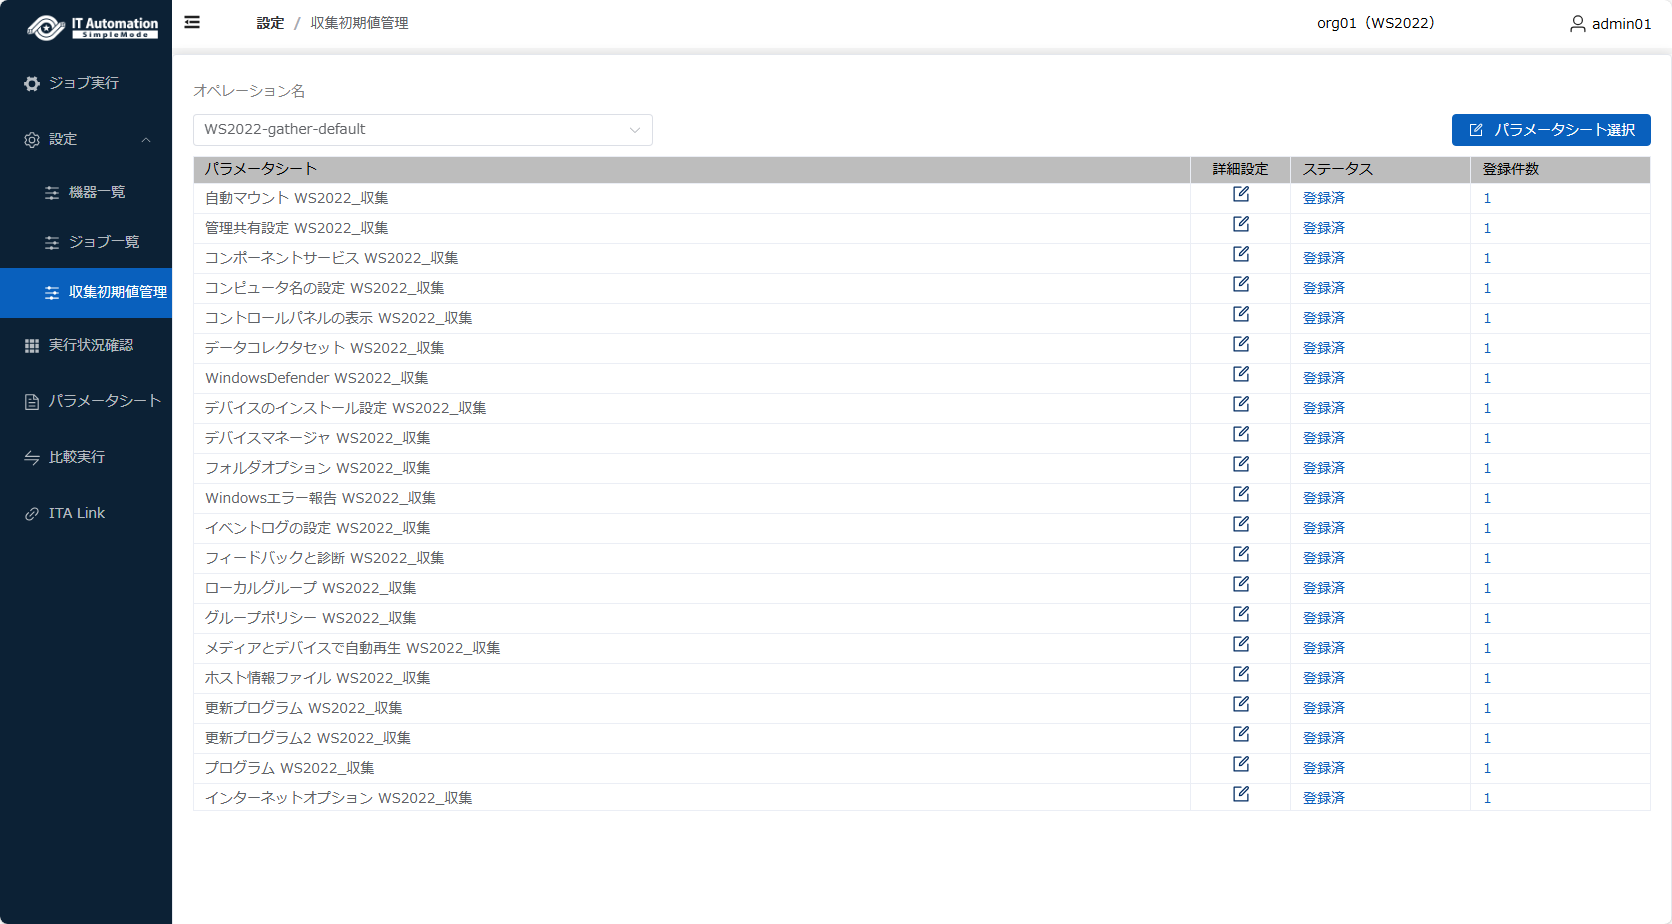 IT Automation
SimpleMode
設定 / 収集初期値管理
org01（WS2022）
admin01
ジョブ実行
設定
機器一覧
ジョブ一覧
収集初期値管理
実行状況確認
パラメータシート
比較実行
ITA Link
オペレーション名
WS2022-gather-default
パラメータシート選択
パラメータシート 詳細設定 ステータス 登録件数
自動マウント WS2022_収集 登録済 1
管理共有設定 WS2022_収集 登録済 1
コンポーネントサービス WS2022_収集 登録済 1
コンピュータ名の設定 WS2022_収集 登録済 1
コントロールパネルの表示 WS2022_収集 登録済 1
データコレクタセット WS2022_収集 登録済 1
WindowsDefender WS2022_収集 登録済 1
デバイスのインストール設定 WS2022_収集 登録済 1
デバイスマネージャ WS2022_収集 登録済 1
フォルダオプション WS2022_収集 登録済 1
Windowsエラー報告 WS2022_収集 登録済 1
イベントログの設定 WS2022_収集 登録済 1
フィードバックと診断 WS2022_収集 登録済 1
ローカルグループ WS2022_収集 登録済 1
グループポリシー WS2022_収集 登録済 1
メディアとデバイスで自動再生 WS2022_収集 登録済 1
ホスト情報ファイル WS2022_収集 登録済 1
更新プログラム WS2022_収集 登録済 1
更新プログラム2 WS2022_収集 登録済 1
プログラム WS2022_収集 登録済 1
インターネットオプション WS2022_収集 登録済 1